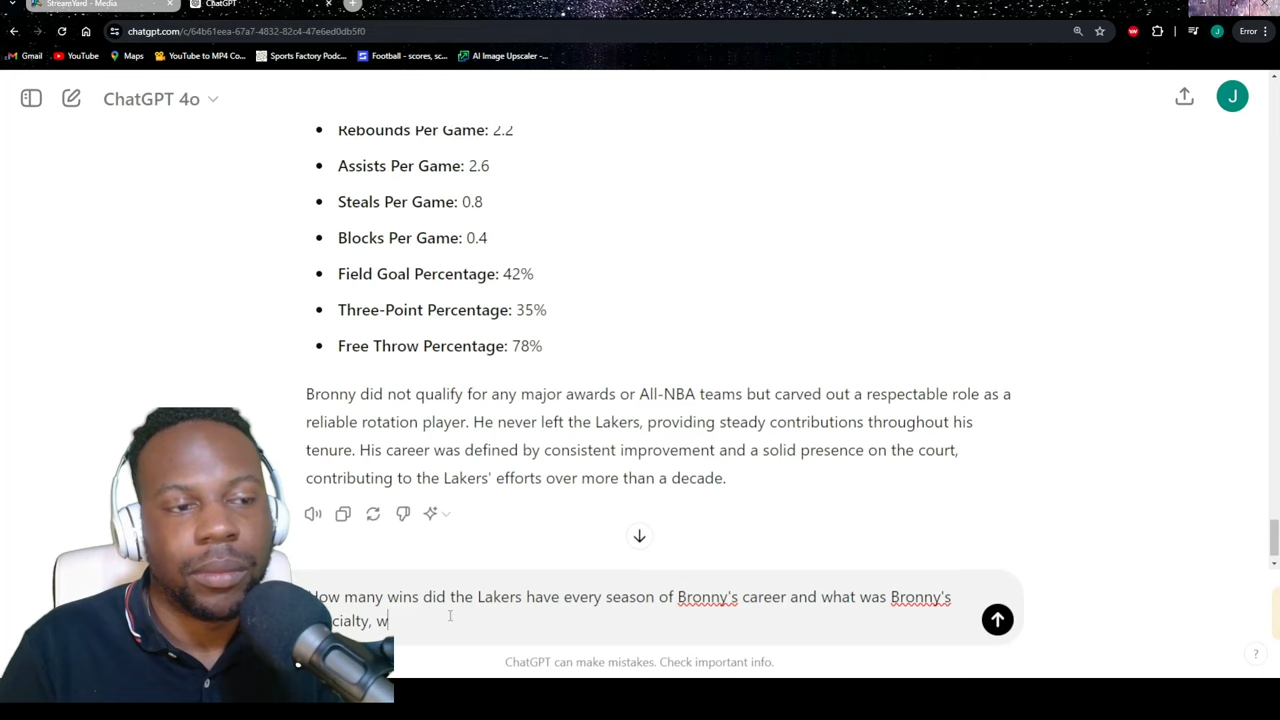 StreamYard - Media
ChatGPT
chatgpt.com/c/64b61eea-67a7-4832-82c4-47e6ed0db5f0
Error
Gmail
YouTube
Maps
YouTube to MP4 Co...
Sports Factory Podc...
Football - scores, sc...
AI Image Upscaler -...
ChatGPT 4o
J
Rebounds Per Game: 2.2
Assists Per Game: 2.6
Steals Per Game: 0.8
Blocks Per Game: 0.4
Field Goal Percentage: 42%
Three-Point Percentage: 35%
Free Throw Percentage: 78%
Bronny did not qualify for any major awards or All-NBA teams but carved out a respectable role as a
reliable rotation player. He never left the Lakers, providing steady contributions throughout his
tenure. His career was defined by consistent improvement and a solid presence on the court,
contributing to the Lakers' efforts over more than a decade.
How many wins did the Lakers have every season of Bronny's career and what was Bronny's
cialty, w
ChatGPT can make mistakes. Check important info.
?